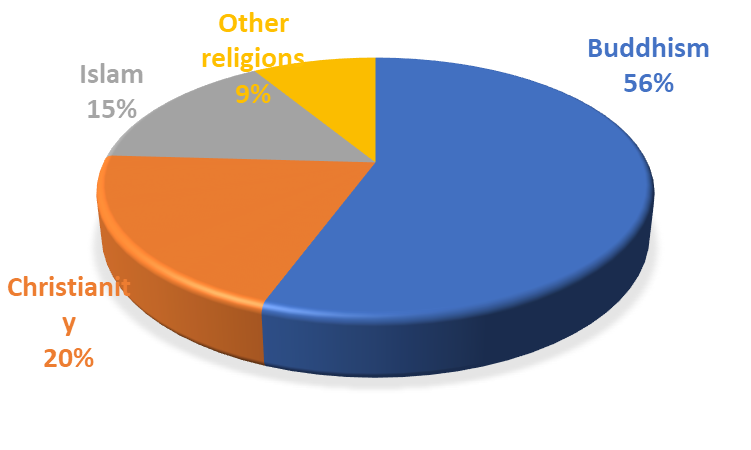 Other
religions
9%
Buddhism
56%
Islam
15%
Christianit
y
20%